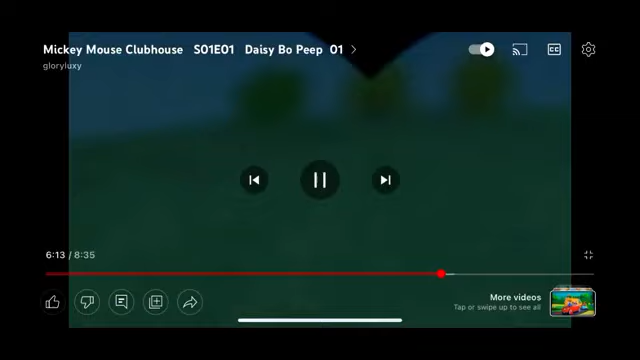 Mickey Mouse Clubhouse S01E01 Daisy Bo Peep 01
CC
gloryluxy
6:13 / 8:35
More videos
Tap or swipe up to see all